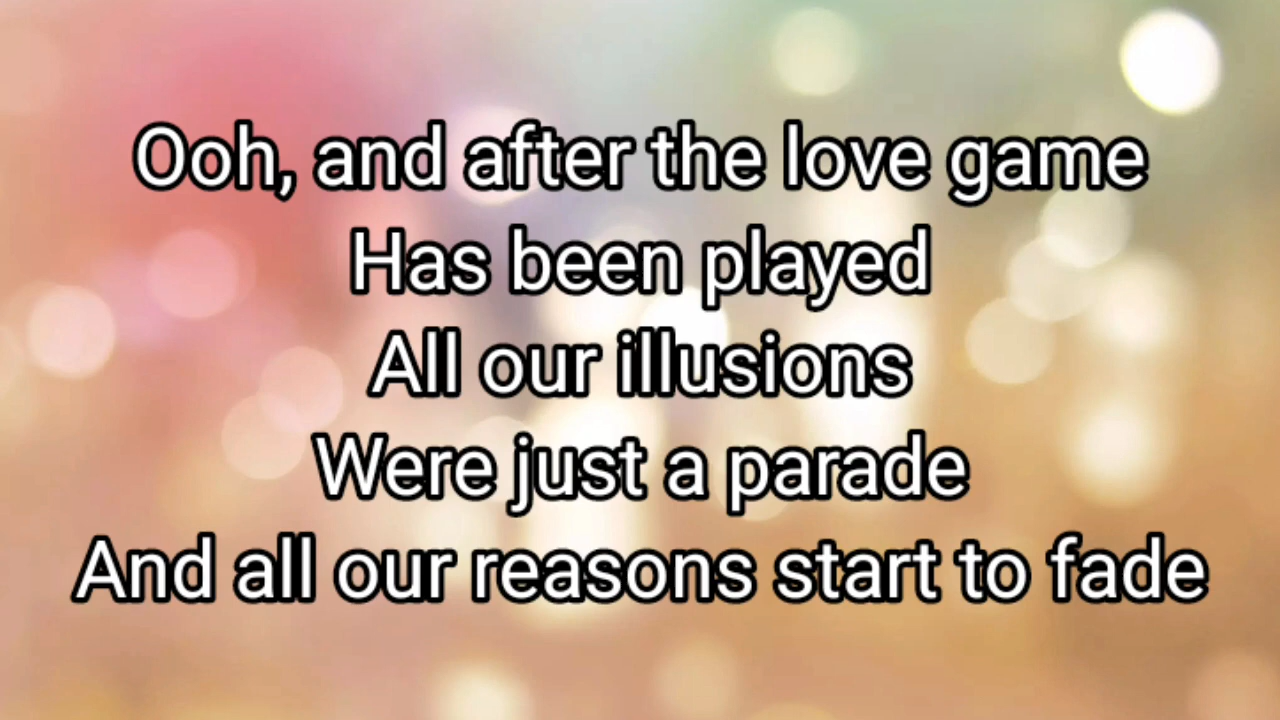 Ooh, and after the love game
Has been played
All our illusions
Were just a parade
And all our reasons start to fade